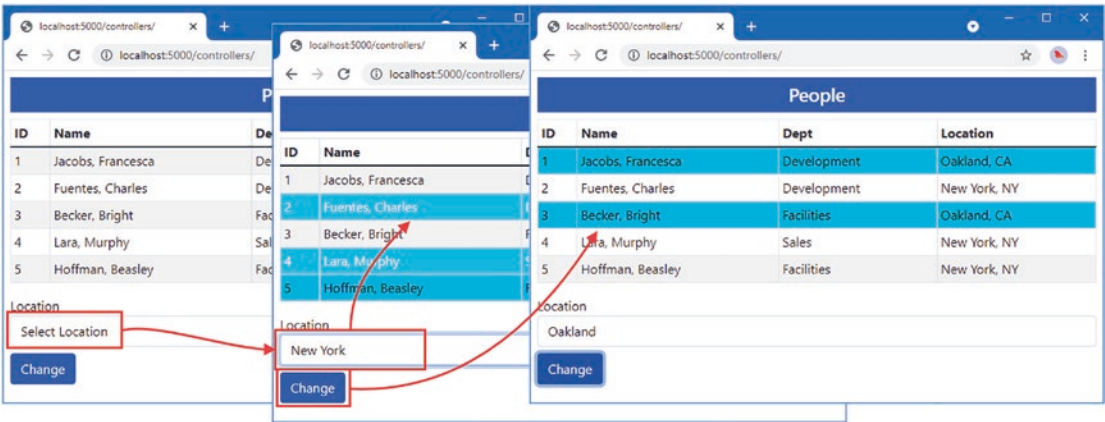 localhost:5000/controllers/
localhost:5000/controllers/
P
ID Name De
1 Jacobs, Francesca De
2 Fuentes, Charles De
3 Becker, Bright Fac
4 Lara, Murphy Sal
5 Hoffman, Beasley Fac
Location
Select Location
Change
localhost:5000/controllers/
localhost:5000/controllers/
ID Name
1 Jacobs, Francesca
2 Fuentes, Charles
3 Becker, Bright
4 Lara, Murphy
5 Hoffman, Beasley
Location
New York
Change
localhost:5000/controllers/
localhost:5000/controllers/
People
ID Name Dept Location
1 Jacobs, Francesca Development Oakland, CA
2 Fuentes, Charles Development New York, NY
3 Becker, Bright Facilities Oakland, CA
4 Lara, Murphy Sales New York, NY
5 Hoffman, Beasley Facilities New York, NY
Location
Oakland
Change